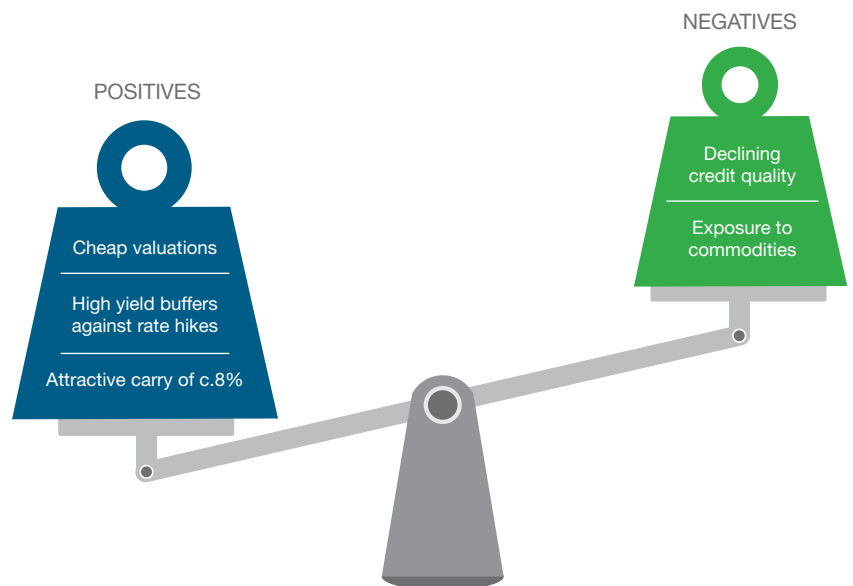 POSITIVES
Cheap valuations
High yield buffers
against rate hikes
Attractive carry of c.8%
NEGATIVES
Declining
credit quality
Exposure to
commodities